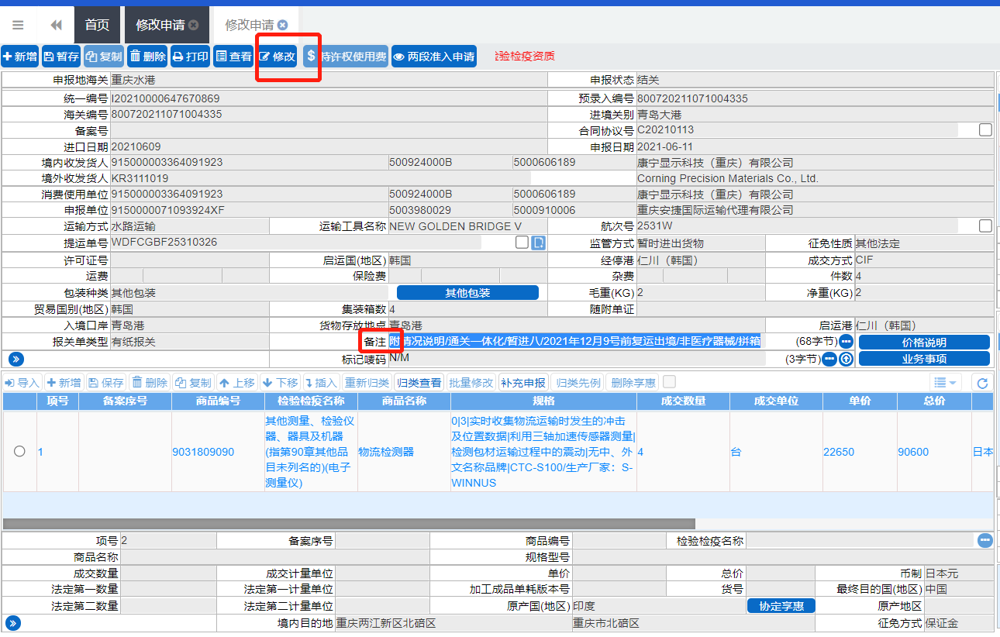 首页 修改申请 修改申请
新增 暂存 复制 删除 打印 查看 修改 $ 特许权使用费 两段准入申请 检验检疫资质
申报地海关 重庆水港 申报状态 结关
统一编号 I20210000647670869 预录入编号 800720211071004335
海关编号 800720211071004335 进境关别 青岛大港
备案号 合同协议号 C20210113
进口日期 20210609 申报日期 2021-06-11
境内收发货人 915000003364091923 500924000B 5000606189 康宁显示科技（重庆）有限公司
境外收发货人 KR3111019 Corning Precision Materials Co., Ltd.
消费使用单位 915000003364091923 500924000B 5000606189 康宁显示科技（重庆）有限公司
申报单位 9150000071093924XF 5003980029 5000910006 重庆安捷国际运输代理有限公司
运输方式 水路运输 运输工具名称 NEW GOLDEN BRIDGE V 航次号 2531W
提运单号 WDFCGBF25310326 监管方式 暂时进出货物 征免性质 其他法定
许可证号 启运国(地区) 韩国 经停港 仁川（韩国） 成交方式 CIF
运费 保险费 杂费 件数 4
包装种类 其他包装 其他包装 毛重(KG) 2 净重(KG) 2
贸易国别(地区) 韩国 集装箱数 4 随附单证
入境口岸 青岛港 货物存放地点 青岛港 启运港 仁川（韩国）
报关单类型 有纸报关 备注 附情况说明/通关一体化/暂进八/2021年12月9号前复运出境/非医疗器械/拼箱 (68字节) 价格说明
标记唛码 N/M (3字节) 业务事项
导入 新增 保存 删除 复制 上移 下移 插入 重新归类 归类查看 批量修改 补充申报 归类先例 删除享惠
项号 备案序号 商品编号 检验检疫名称 商品名称 规格 成交数量 成交单位 单价 总价
其他测量、检验仪 0|3|实时收集物流运输时发生的冲击
器、器具及机器 及位置数据|利用三轴加速传感器测量|
1 9031809090 (指第90章其他品 物流检测器 检测包材运输过程中的震动|无中、外 4 台 22650 90600 日本
目未列名的)(电子 文名称品牌|CTC-S100/生产厂家：S-
测量仪) WINNUS
项号 2 备案序号 商品编号 检验检疫名称
商品名称 规格型号
成交数量 成交计量单位 单价 总价 币制 日本元
法定第一数量 法定第一计量单位 加工成品单耗版本号 货号 最终目的国(地区) 中国
法定第二数量 法定第二计量单位 原产国(地区) 印度 协定享惠 原产地区
境内目的地 重庆两江新区北碚区 重庆市北碚区 征免方式 保证金